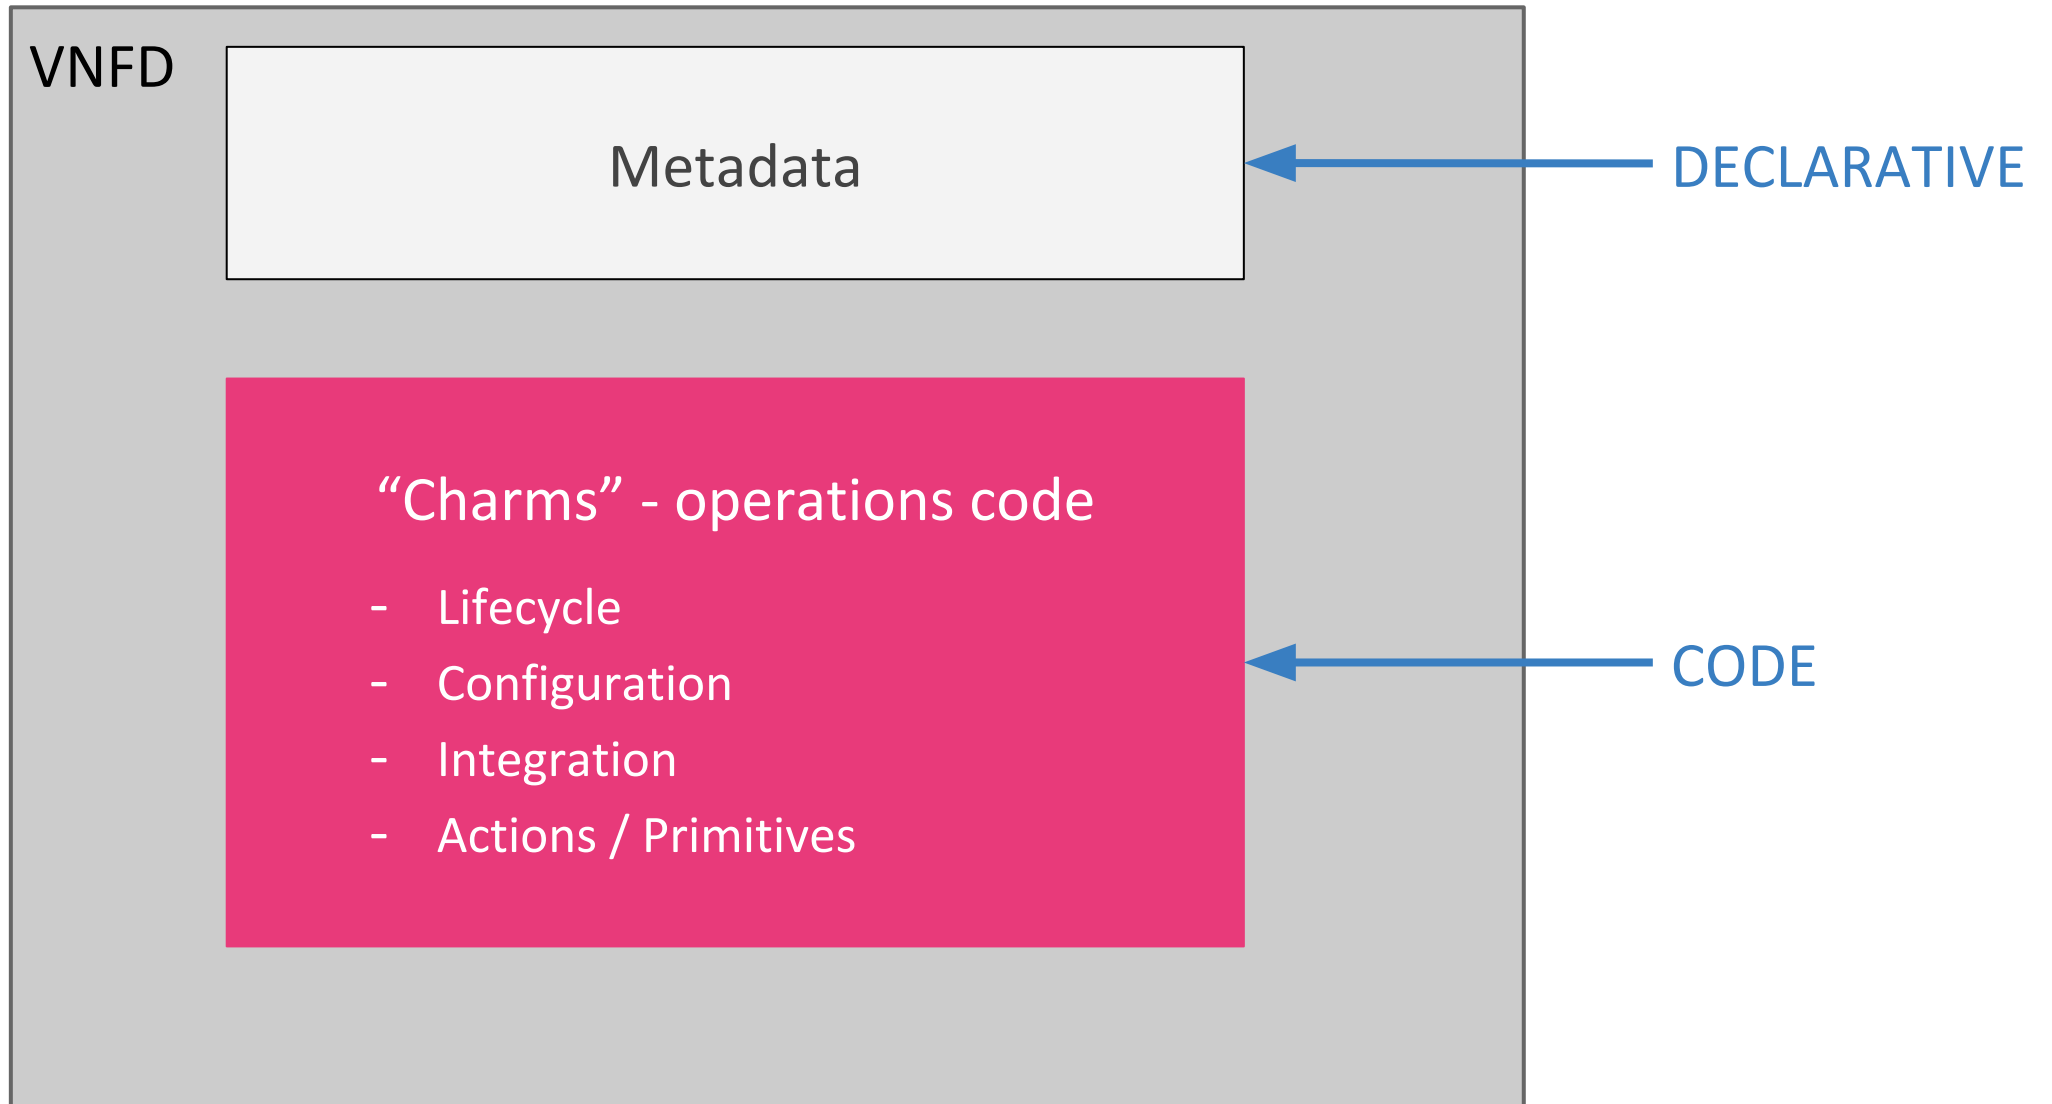 VNFD
Metadata
DECLARATIVE
“Charms” - operations code
- Lifecycle
- Configuration
- Integration
- Actions / Primitives
CODE